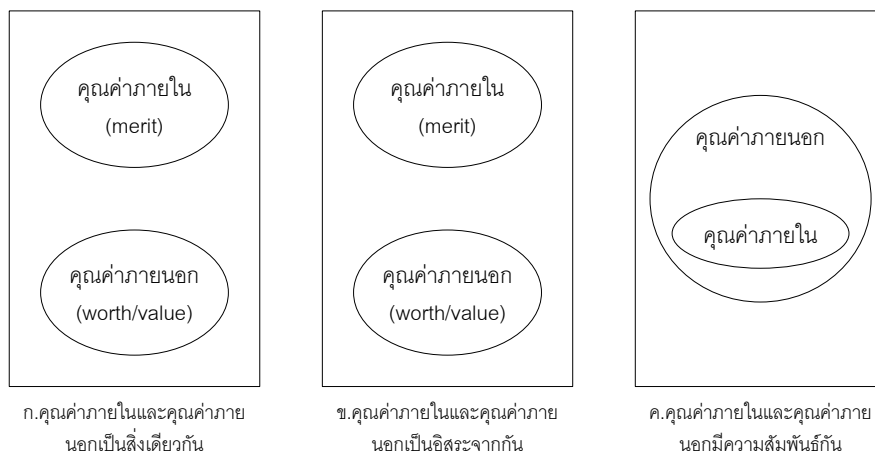 คุณค่าภายใน
(merit)
คุณค่าภายนอก
(worth/value)
ก.คุณค่าภายในและคุณค่าภาย
นอกเป็นสิ่งเดียวกัน
คุณค่าภายใน
(merit)
คุณค่าภายนอก
(worth/value)
ข.คุณค่าภายในและคุณค่าภาย
นอกเป็นอิสระจากกัน
คุณค่าภายนอก
คุณค่าภายใน
ค.คุณค่าภายในและคุณค่าภาย
นอกมีความสัมพันธ์กัน